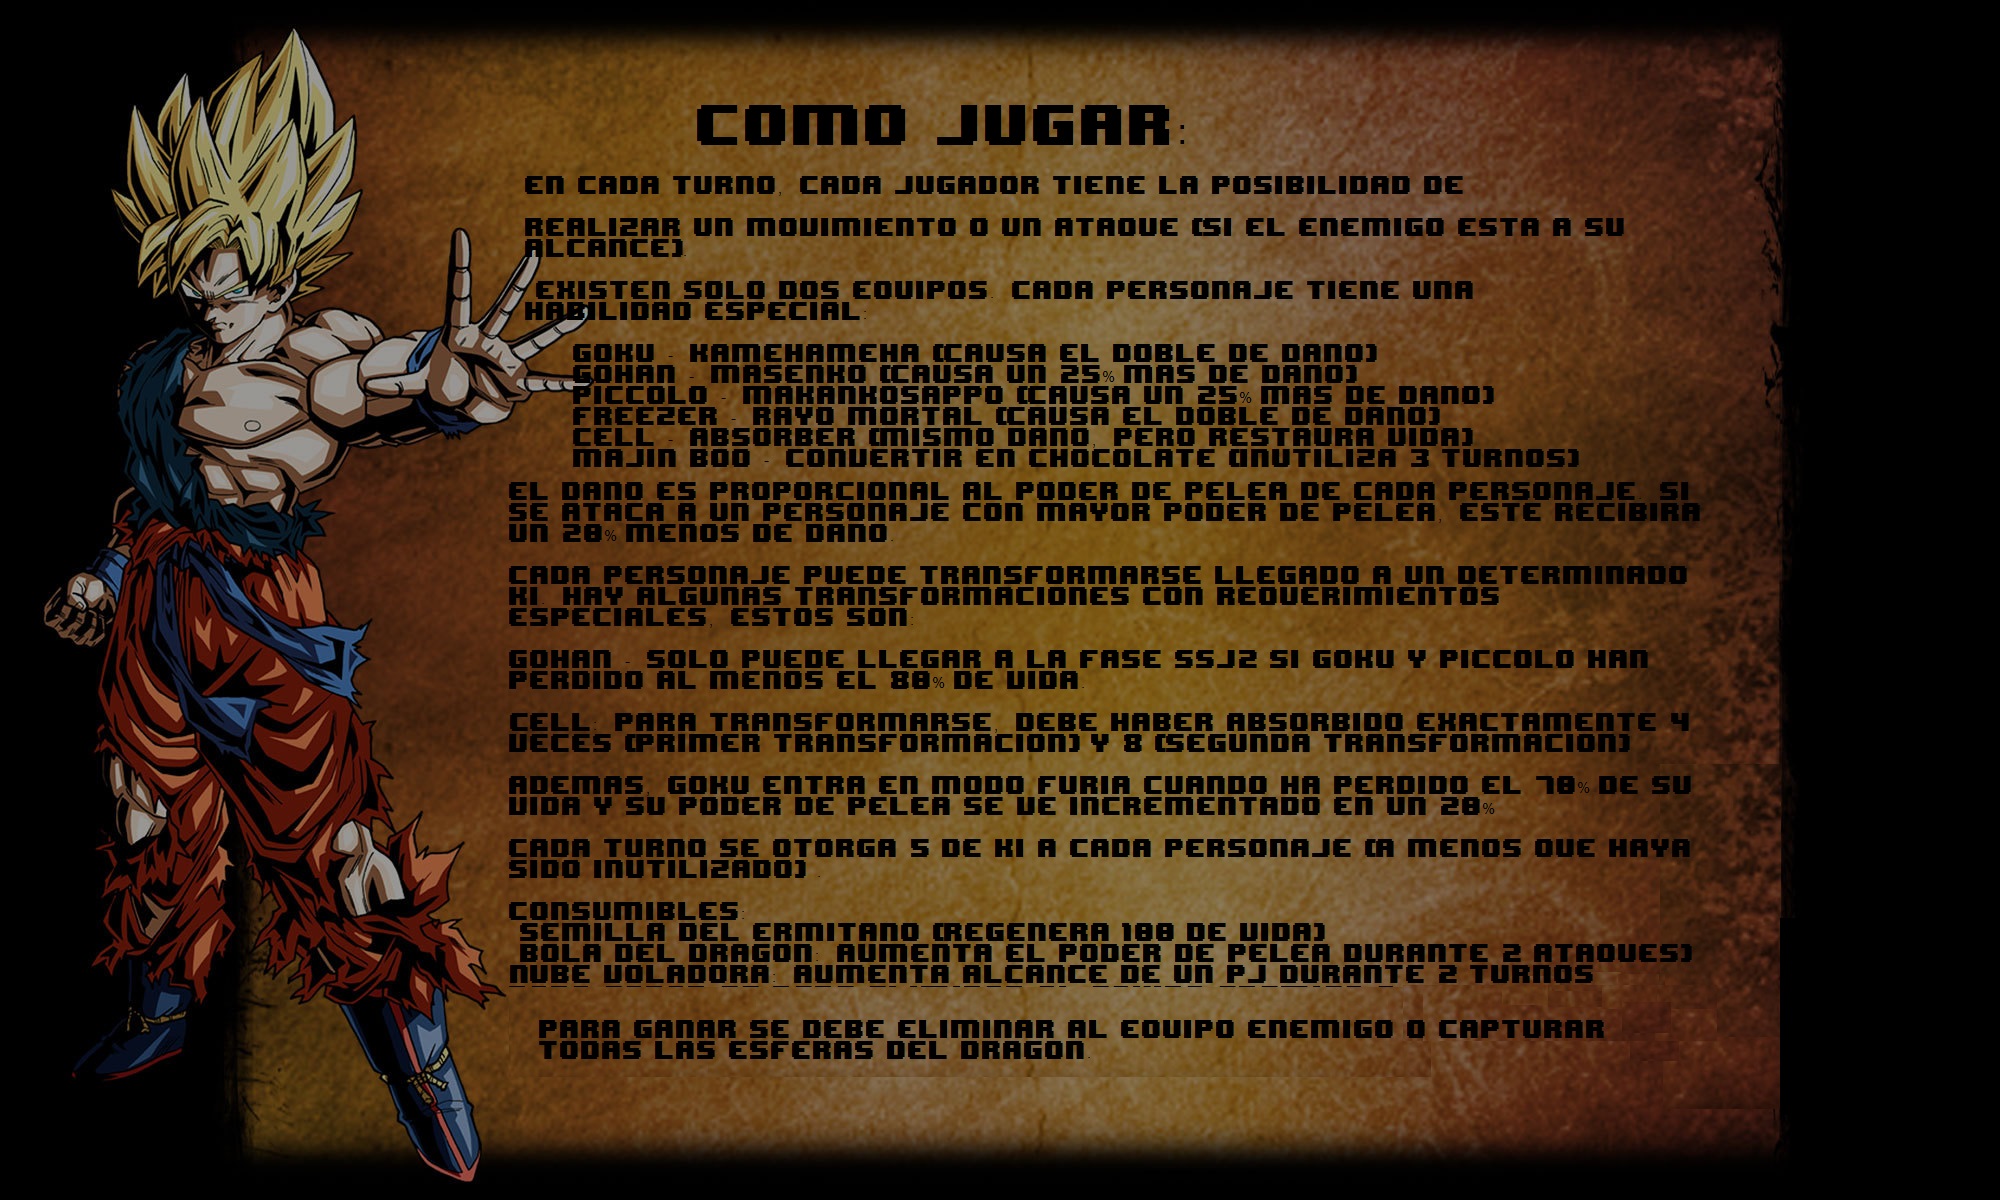 COMO JUGAR:
EN CADA TURNO, CADA JUGADOR TIENE LA POSIBILIDAD DE
REALIZAR UN MOVIMIENTO O UN ATAQUE (SI EL ENEMIGO ESTA A SU
ALCANCE).
EXISTEN SOLO DOS EQUIPOS. CADA PERSONAJE TIENE UNA
HABILIDAD ESPECIAL:
GOKU - KAMEHAMEHA (CAUSA EL DOBLE DE DANO)
GOHAN - MASENKO (CAUSA UN 25% MAS DE DANO)
PICCOLO - MAKANKOSAPPO (CAUSA UN 25% MAS DE DANO)
FREEZER - RAYO MORTAL (CAUSA EL DOBLE DE DANO)
CELL - ABSORBER (MISMO DANO, PERO RESTAURA VIDA)
MAJIN BOO - CONVERTIR EN CHOCOLATE (INUTILIZA 3 TURNOS)
EL DANO ES PROPORCIONAL AL PODER DE PELEA DE CADA PERSONAJE. SI
SE ATACA A UN PERSONAJE CON MAYOR PODER DE PELEA, ESTE RECIBIRA
UN 20% MENOS DE DANO.
CADA PERSONAJE PUEDE TRANSFORMARSE LLEGADO A UN DETERMINADO
KI. HAY ALGUNAS TRANSFORMACIONES CON REQUERIMIENTOS
ESPECIALES, ESTOS SON:
GOHAN - SOLO PUEDE LLEGAR A LA FASE SSJ2 SI GOKU Y PICCOLO HAN
PERDIDO AL MENOS EL 80% DE VIDA.
CELL: PARA TRANSFORMARSE, DEBE HABER ABSORBIDO EXACTAMENTE 4
VECES (PRIMER TRANSFORMACION) Y 8 (SEGUNDA TRANSFORMACION)
ADEMAS, GOKU ENTRA EN MODO FURIA CUANDO HA PERDIDO EL 70% DE SU
VIDA Y SU PODER DE PELEA SE VE INCREMENTADO EN UN 20%
CADA TURNO SE OTORGA 5 DE KI A CADA PERSONAJE (A MENOS QUE HAYA
SIDO INUTILIZADO) .
CONSUMIBLES:
SEMILLA DEL ERMITANO (REGENERA 100 DE VIDA)
BOLA DEL DRAGON: AUMENTA EL PODER DE PELEA DURANTE 2 ATAQUES)
NUBE VOLADORA: AUMENTA ALCANCE DE UN PJ DURANTE 2 TURNOS
PARA GANAR SE DEBE ELIMINAR AL EQUIPO ENEMIGO O CAPTURAR
TODAS LAS ESFERAS DEL DRAGON.